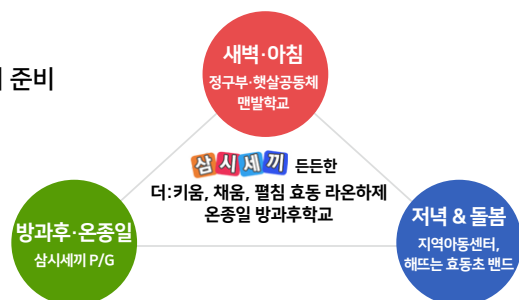 새벽·아침
정구부·햇살공동체
맨발학교
준비
삼시세끼 든든한
더:키움, 채움, 펼침 효동 라온하제
온종일 방과후학교
방과후·온종일
삼시세끼 P/G
저녁 & 돌봄
지역아동센터,
해뜨는 효동초 밴드